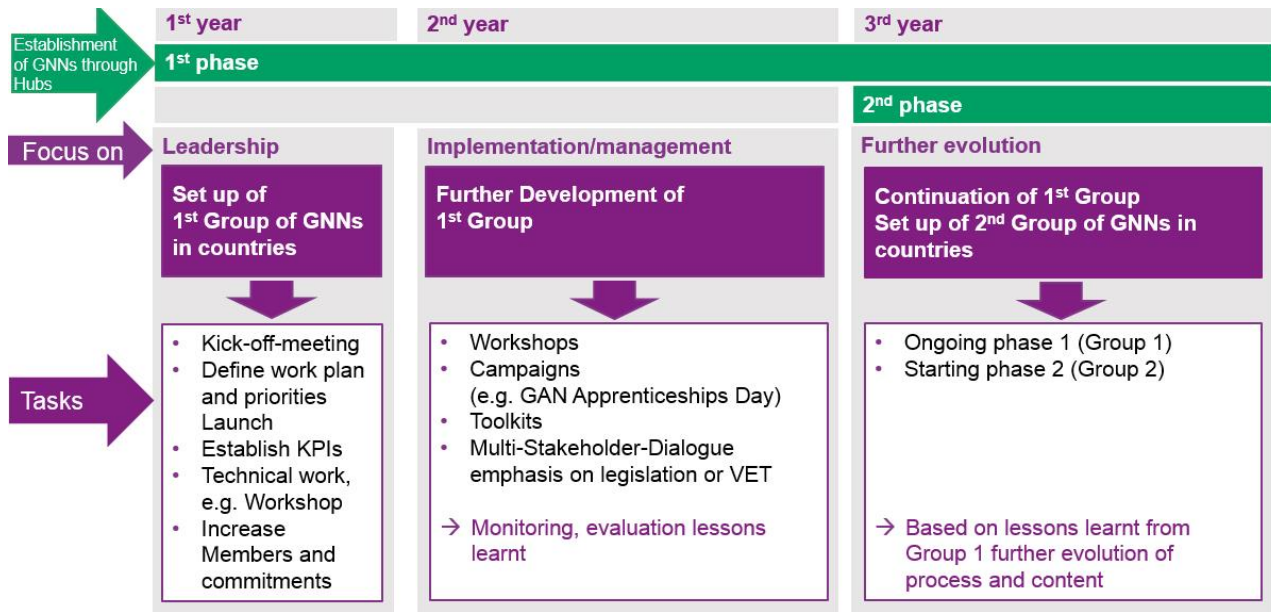 1st year
2nd year
3rd year
Establishment
of GNNs through
Hubs
1st phase
2nd phase
Focus on
Leadership
Implementation/management
Further evolution
Set up of
1st Group of GNNs
in countries
Further Development of
1st Group
Continuation of 1st Group
Set up of 2nd Group of GNNs in
countries
Tasks
• Kick-off-meeting
• Define work plan
and priorities
Launch
• Establish KPIs
• Technical work,
e.g. Workshop
• Increase
Members and
commitments
• Workshops
• Campaigns
(e.g. GAN Apprenticeships Day)
• Toolkits
• Multi-Stakeholder-Dialogue
emphasis on legislation or VET
→ Monitoring, evaluation lessons
learnt
• Ongoing phase 1 (Group 1)
• Starting phase 2 (Group 2)
→ Based on lessons learnt from
Group 1 further evolution of
process and content